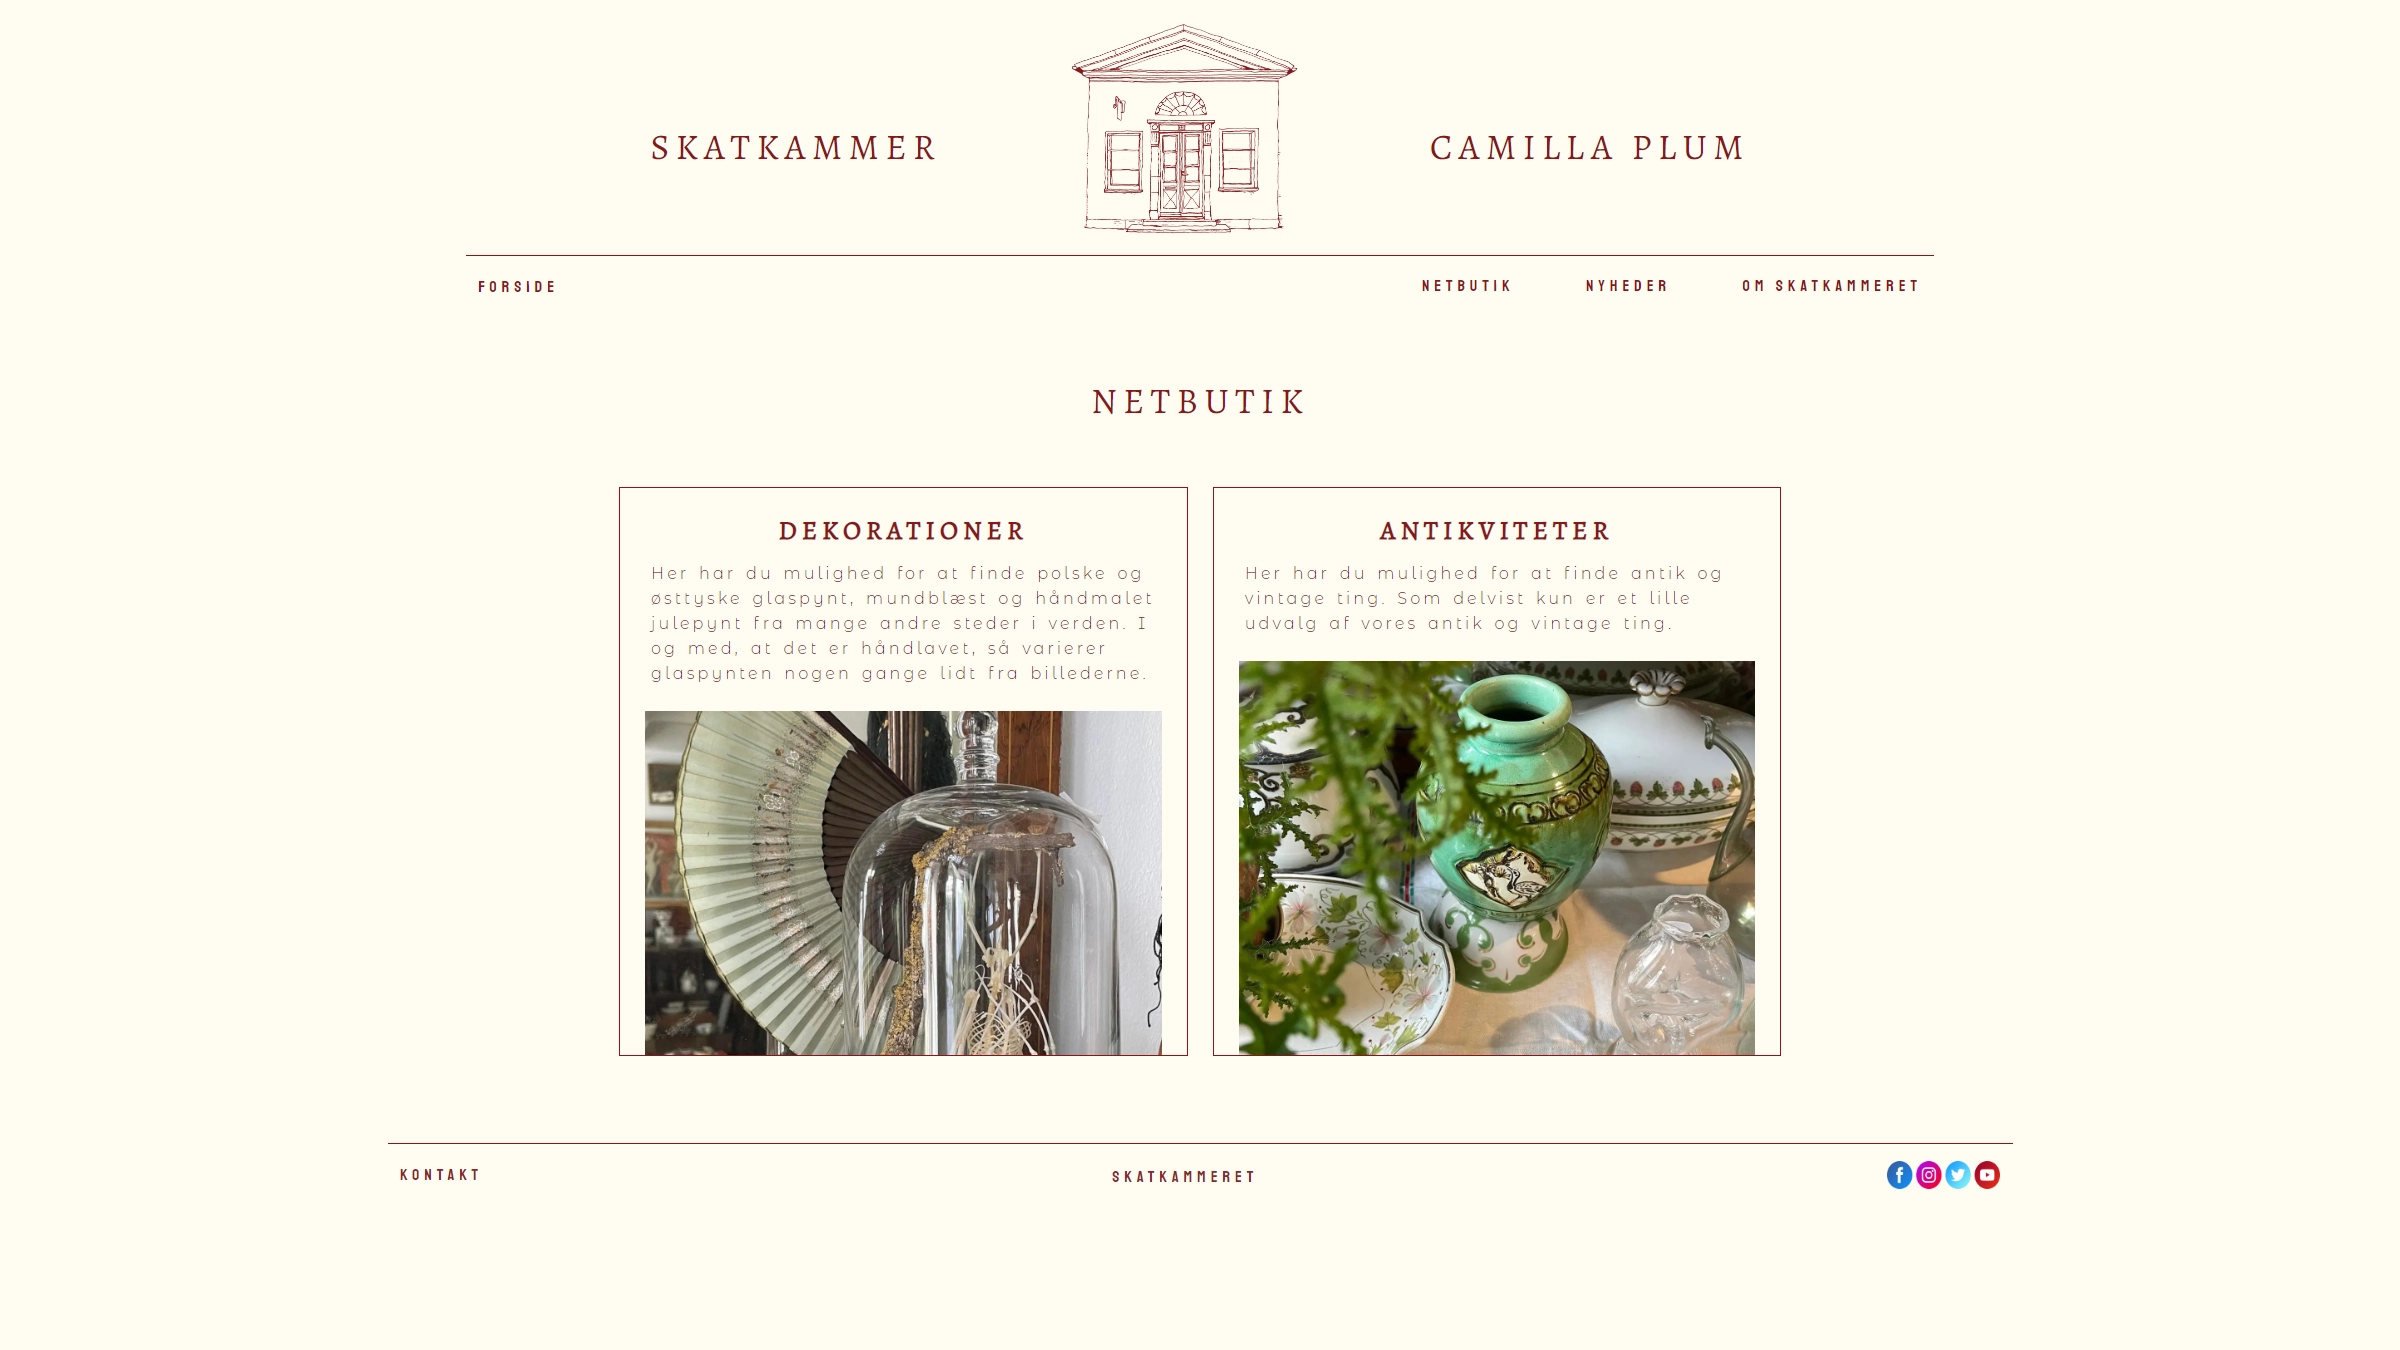 SKATKAMMER
CAMILLA PLUM
FORSIDE
NETBUTIK
NYHEDER
OM SKATKAMMERET
NETBUTIK
DEKORATIONER
Her har du mulighed for at finde polske og
østtyske glaspynt, mundblæst og håndmalet
julepynt fra mange andre steder i verden. I
og med, at det er håndlavet, så varierer
glaspynten nogen gange lidt fra billederne.
ANTIKVITETER
Her har du mulighed for at finde antik og
vintage ting. Som delvist kun er et lille
udvalg af vores antik og vintage ting.
KONTAKT
SKATKAMMERET